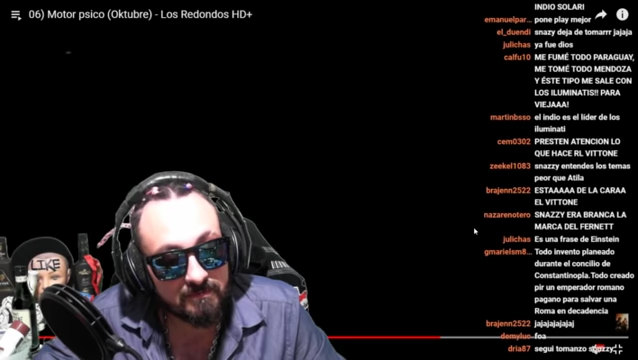 06) Motor psico (Oktubre) - Los Redondos HD+
INDIO SOLARI
emanuelpar... pone play mejor
el_duendi snazy deja de tomarrr jajaja
julichas ya fue dios
calfu10 ME FUMÉ TODO PARAGUAY,
ME TOMÉ TODO MENDOZA
Y ÉSTE TIPO ME SALE CON
LOS ILUMINATIS!! PARA
VIEJAAA!
martinbsso el indio es el líder de los
iluminati
cem0302 PRESTEN ATENCION LO
QUE HACE RL VITTONE
zeekel1083 snazzy entendes los temas
peor que Atila
brajenn2522 ESTAAAAA DE LA CARAA
EL VITTONE
nazarenotero SNAZZY ERA BRANCA LA
MARCA DEL FERNETT
julichas Es una frase de Einstein
gmarielsm8... Todo invento planeado
durante el concilio de
Constantinopla.Todo creado
pir un emperador romano
pagano para salvar una
Roma en decadencia
brajenn2522 jajajajajajaj
damyluo foa
dria87 segui tomanzo
LIKE